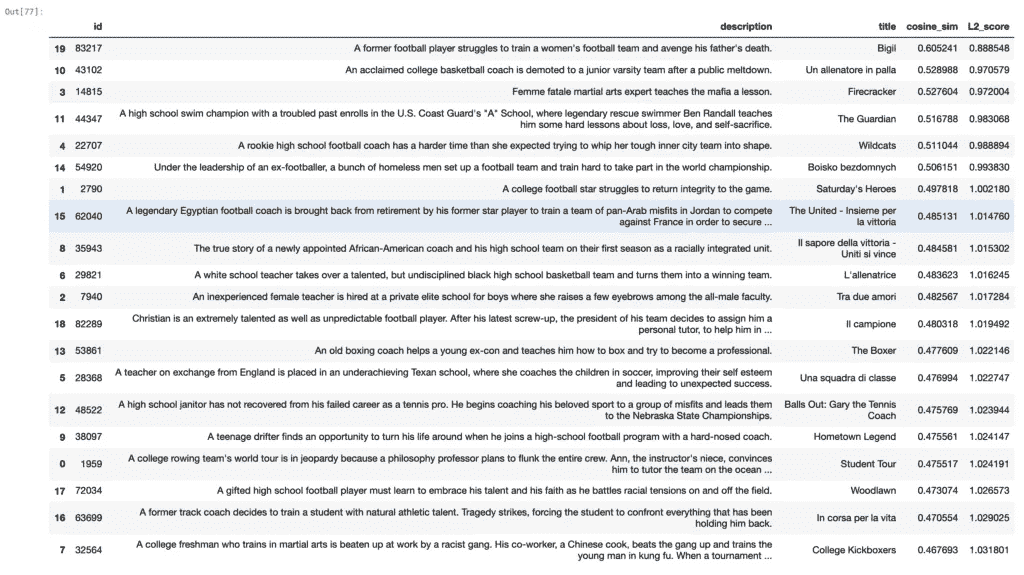 Out[77]:
id description title cosine_sim L2_score
19 83217 A former football player struggles to train a women's football team and avenge his father's death. Bigil 0.605241 0.888548
10 43102 An acclaimed college basketball coach is demoted to a junior varsity team after a public meltdown. Un allenatore in palla 0.528988 0.970579
3 14815 Femme fatale martial arts expert teaches the mafia a lesson. Firecracker 0.527604 0.972004
11 44347 A high school swim champion with a troubled past enrolls in the U.S. Coast Guard's "A" School, where legendary rescue swimmer Ben Randall teaches The Guardian 0.516788 0.983068
him some hard lessons about loss, love, and self-sacrifice.
4 22707 A rookie high school football coach has a harder time than she expected trying to whip her tough inner city team into shape. Wildcats 0.511044 0.988894
14 54920 Under the leadership of an ex-footballer, a bunch of homeless men set up a football team and train hard to take part in the world championship. Boisko bezdomnych 0.506151 0.993830
1 2790 A college football star struggles to return integrity to the game. Saturday's Heroes 0.497818 1.002180
15 62040 A legendary Egyptian football coach is brought back from retirement by his former star player to train a team of pan-Arab misfits in Jordan to compete The United - Insieme per 0.485131 1.014760
against France in order to secure ... la vittoria
8 35943 The true story of a newly appointed African-American coach and his high school team on their first season as a racially integrated unit. Il sapore della vittoria - 0.484581 1.015302
Uniti si vince
6 29821 A white school teacher takes over a talented, but undisciplined black high school basketball team and turns them into a winning team. L'allenatrice 0.483623 1.016245
2 7940 An inexperienced female teacher is hired at a private elite school for boys where she raises a few eyebrows among the all-male faculty. Tra due amori 0.482567 1.017284
18 82289 Christian is an extremely talented as well as unpredictable football player. After his latest screw-up, the president of his team decides to assign him a Il campione 0.480318 1.019492
personal tutor, to help him in ...
13 53861 An old boxing coach helps a young ex-con and teaches him how to box and try to become a professional. The Boxer 0.477609 1.022146
5 28368 A teacher on exchange from England is placed in an underachieving Texan school, where she coaches the children in soccer, improving their self esteem Una squadra di classe 0.476994 1.022747
and leading to unexpected success.
12 48522 A high school janitor has not recovered from his failed career as a tennis pro. He begins coaching his beloved sport to a group of misfits and leads them Balls Out: Gary the Tennis 0.475769 1.023944
to the Nebraska State Championships. Coach
9 38097 A teenage drifter finds an opportunity to turn his life around when he joins a high-school football program with a hard-nosed coach. Hometown Legend 0.475561 1.024147
0 1959 A college rowing team's world tour is in jeopardy because a philosophy professor plans to flunk the entire crew. Ann, the instructor's niece, convinces Student Tour 0.475517 1.024191
him to tutor the team on the ocean ...
17 72034 A gifted high school football player must learn to embrace his talent and his faith as he battles racial tensions on and off the field. Woodlawn 0.473074 1.026573
16 63699 A former track coach decides to train a student with natural athletic talent. Tragedy strikes, forcing the student to confront everything that has been In corsa per la vita 0.470554 1.029025
holding him back.
7 32564 A college freshman who trains in martial arts is beaten up at work by a racist gang. His co-worker, a Chinese cook, beats the gang up and trains the College Kickboxers 0.467693 1.031801
young man in kung fu. When a tournament ...